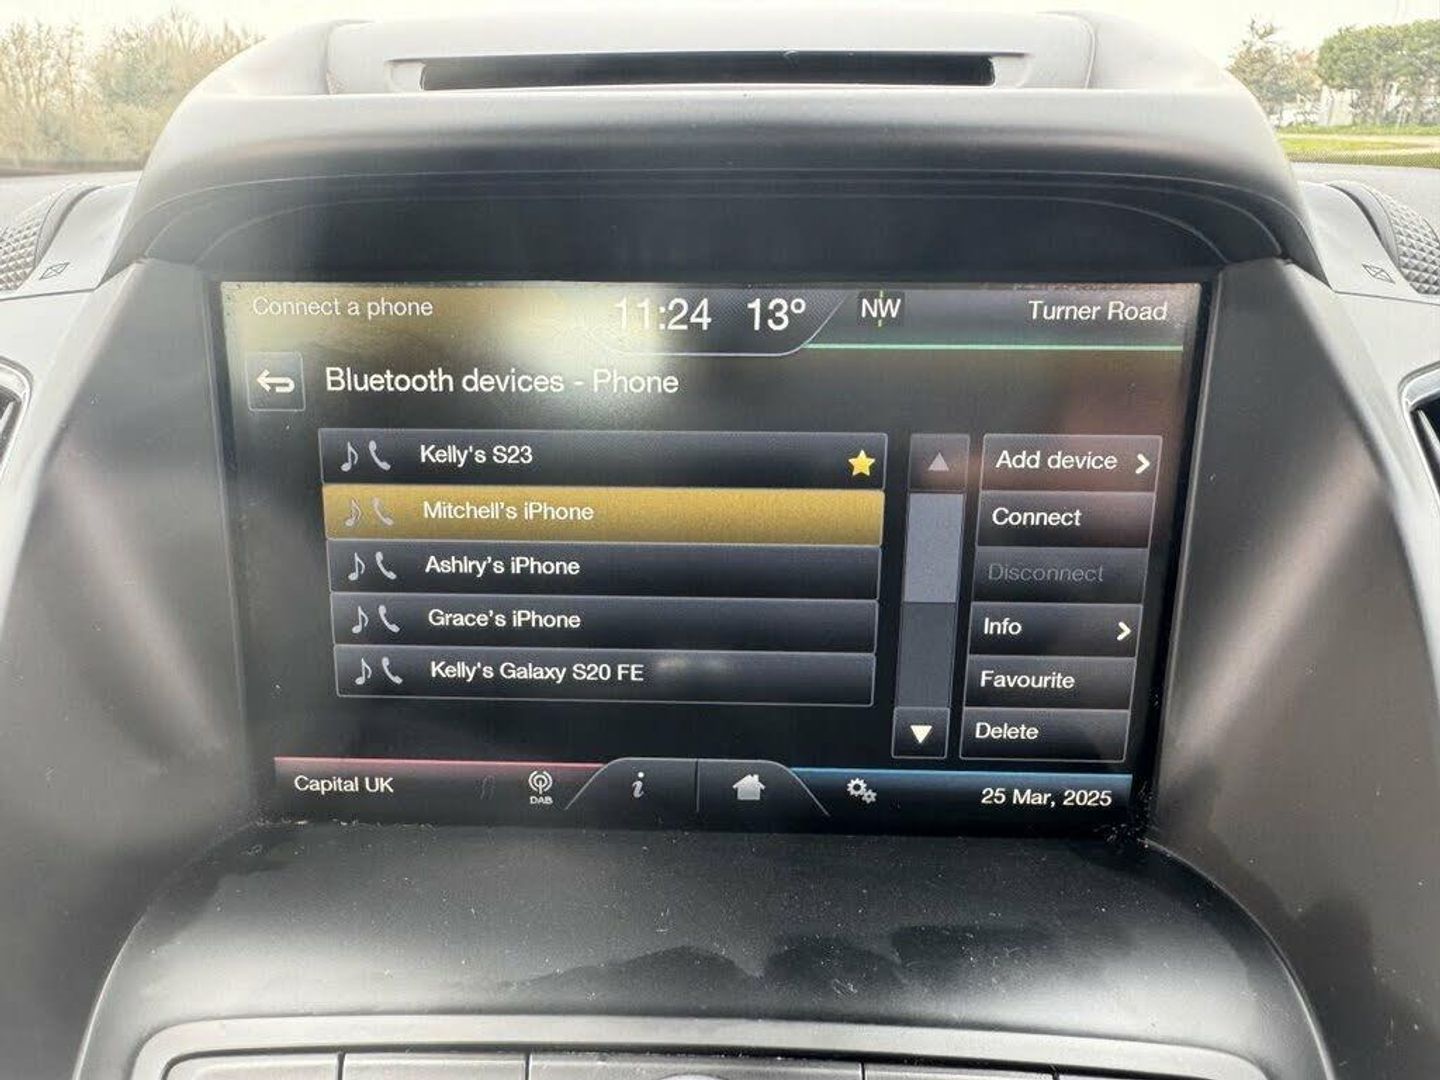 Connect a phone
11:24 13° NW Turner Road
Bluetooth devices - Phone
Kelly's S23
Mitchell's iPhone
Ashlry's iPhone
Grace's iPhone
Kelly's Galaxy S20 FE
Add device
Connect
Disconnect
Info
Favourite
Delete
Capital UK
DAB
i
25 Mar, 2025